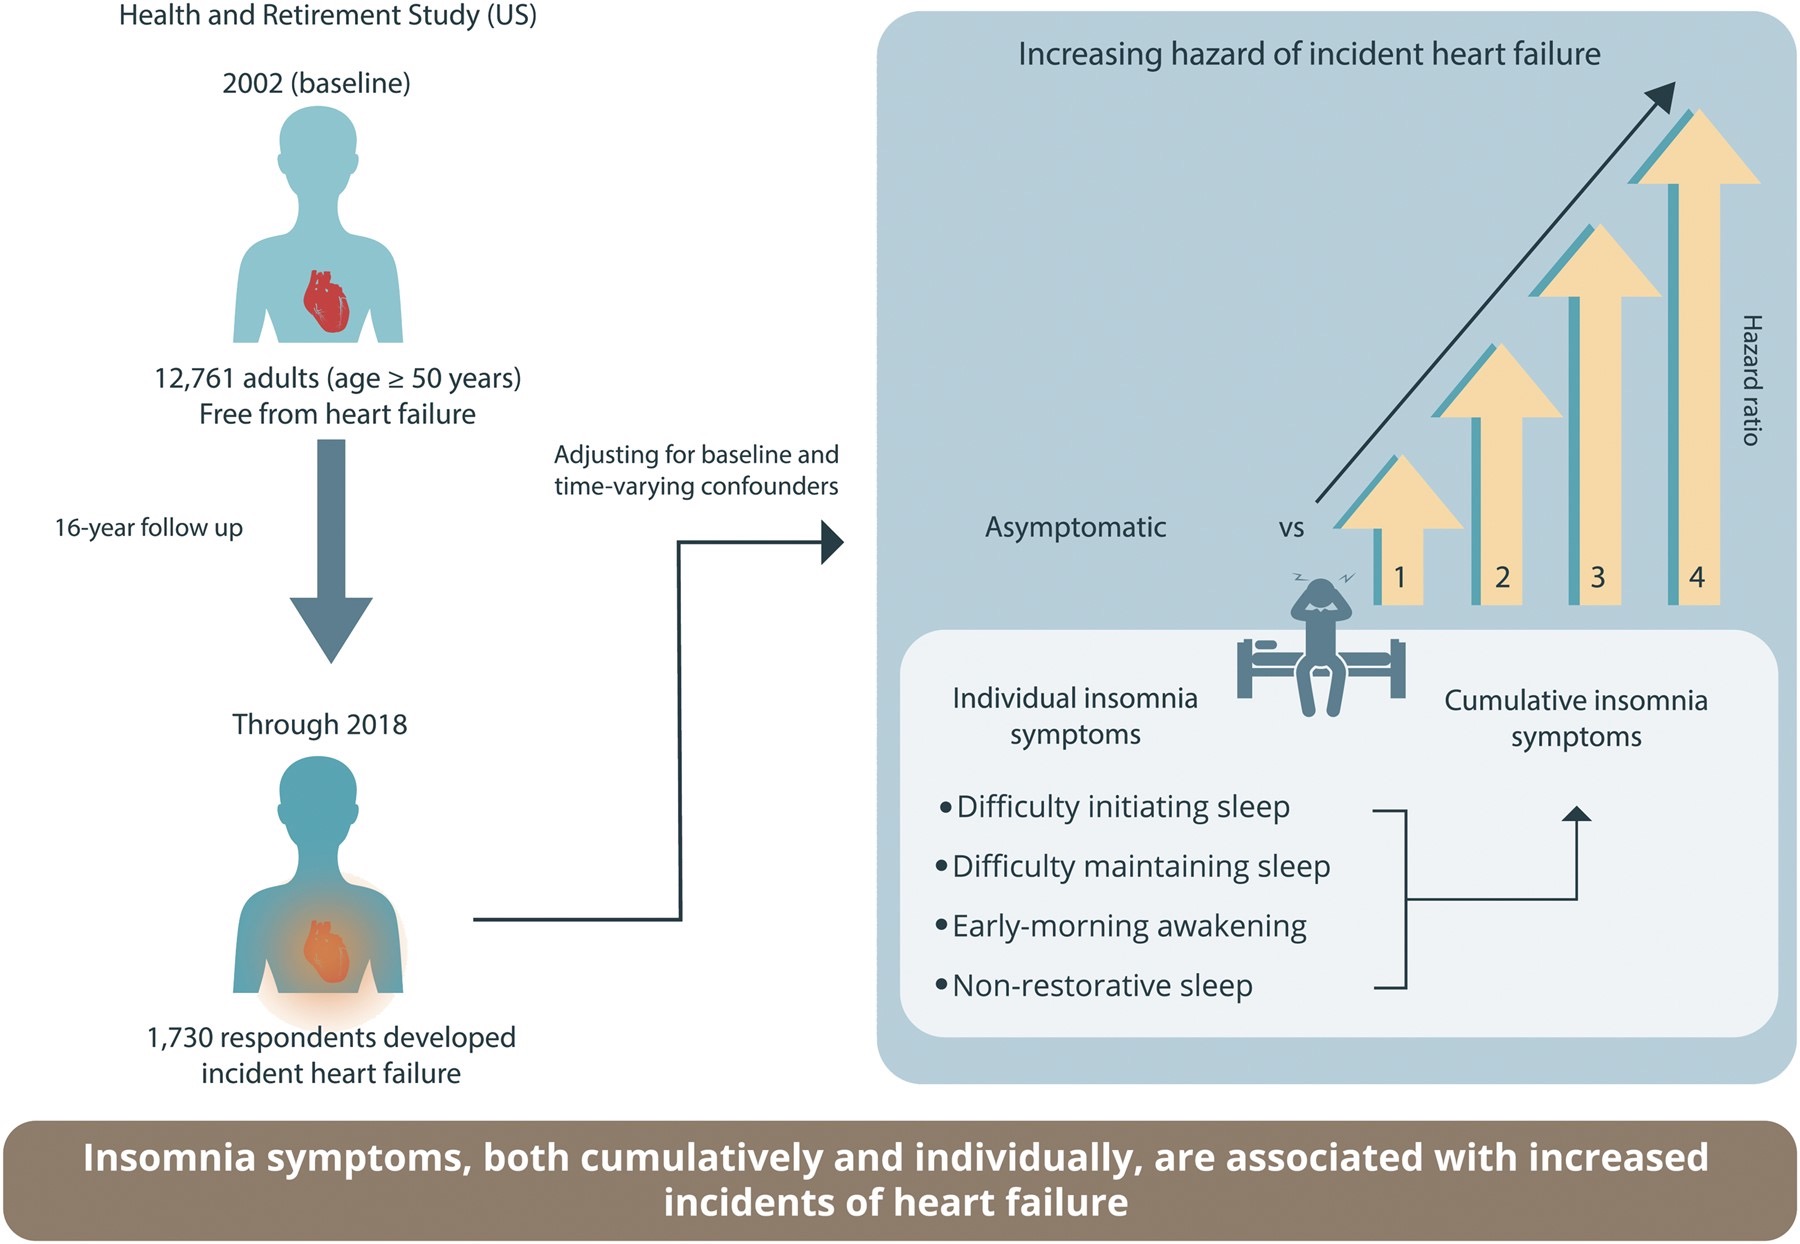 Health and Retirement Study (US)
2002 (baseline)
12,761 adults (age ≥ 50 years)
Free from heart failure
16-year follow up
Through 2018
1,730 respondents developed
incident heart failure
Adjusting for baseline and
time-varying confounders
Increasing hazard of incident heart failure
Hazard ratio
Asymptomatic vs
1 2 3 4
Individual insomnia
symptoms
• Difficulty initiating sleep
• Difficulty maintaining sleep
• Early-morning awakening
• Non-restorative sleep
Cumulative insomnia
symptoms
Insomnia symptoms, both cumulatively and individually, are associated with increased
incidents of heart failure